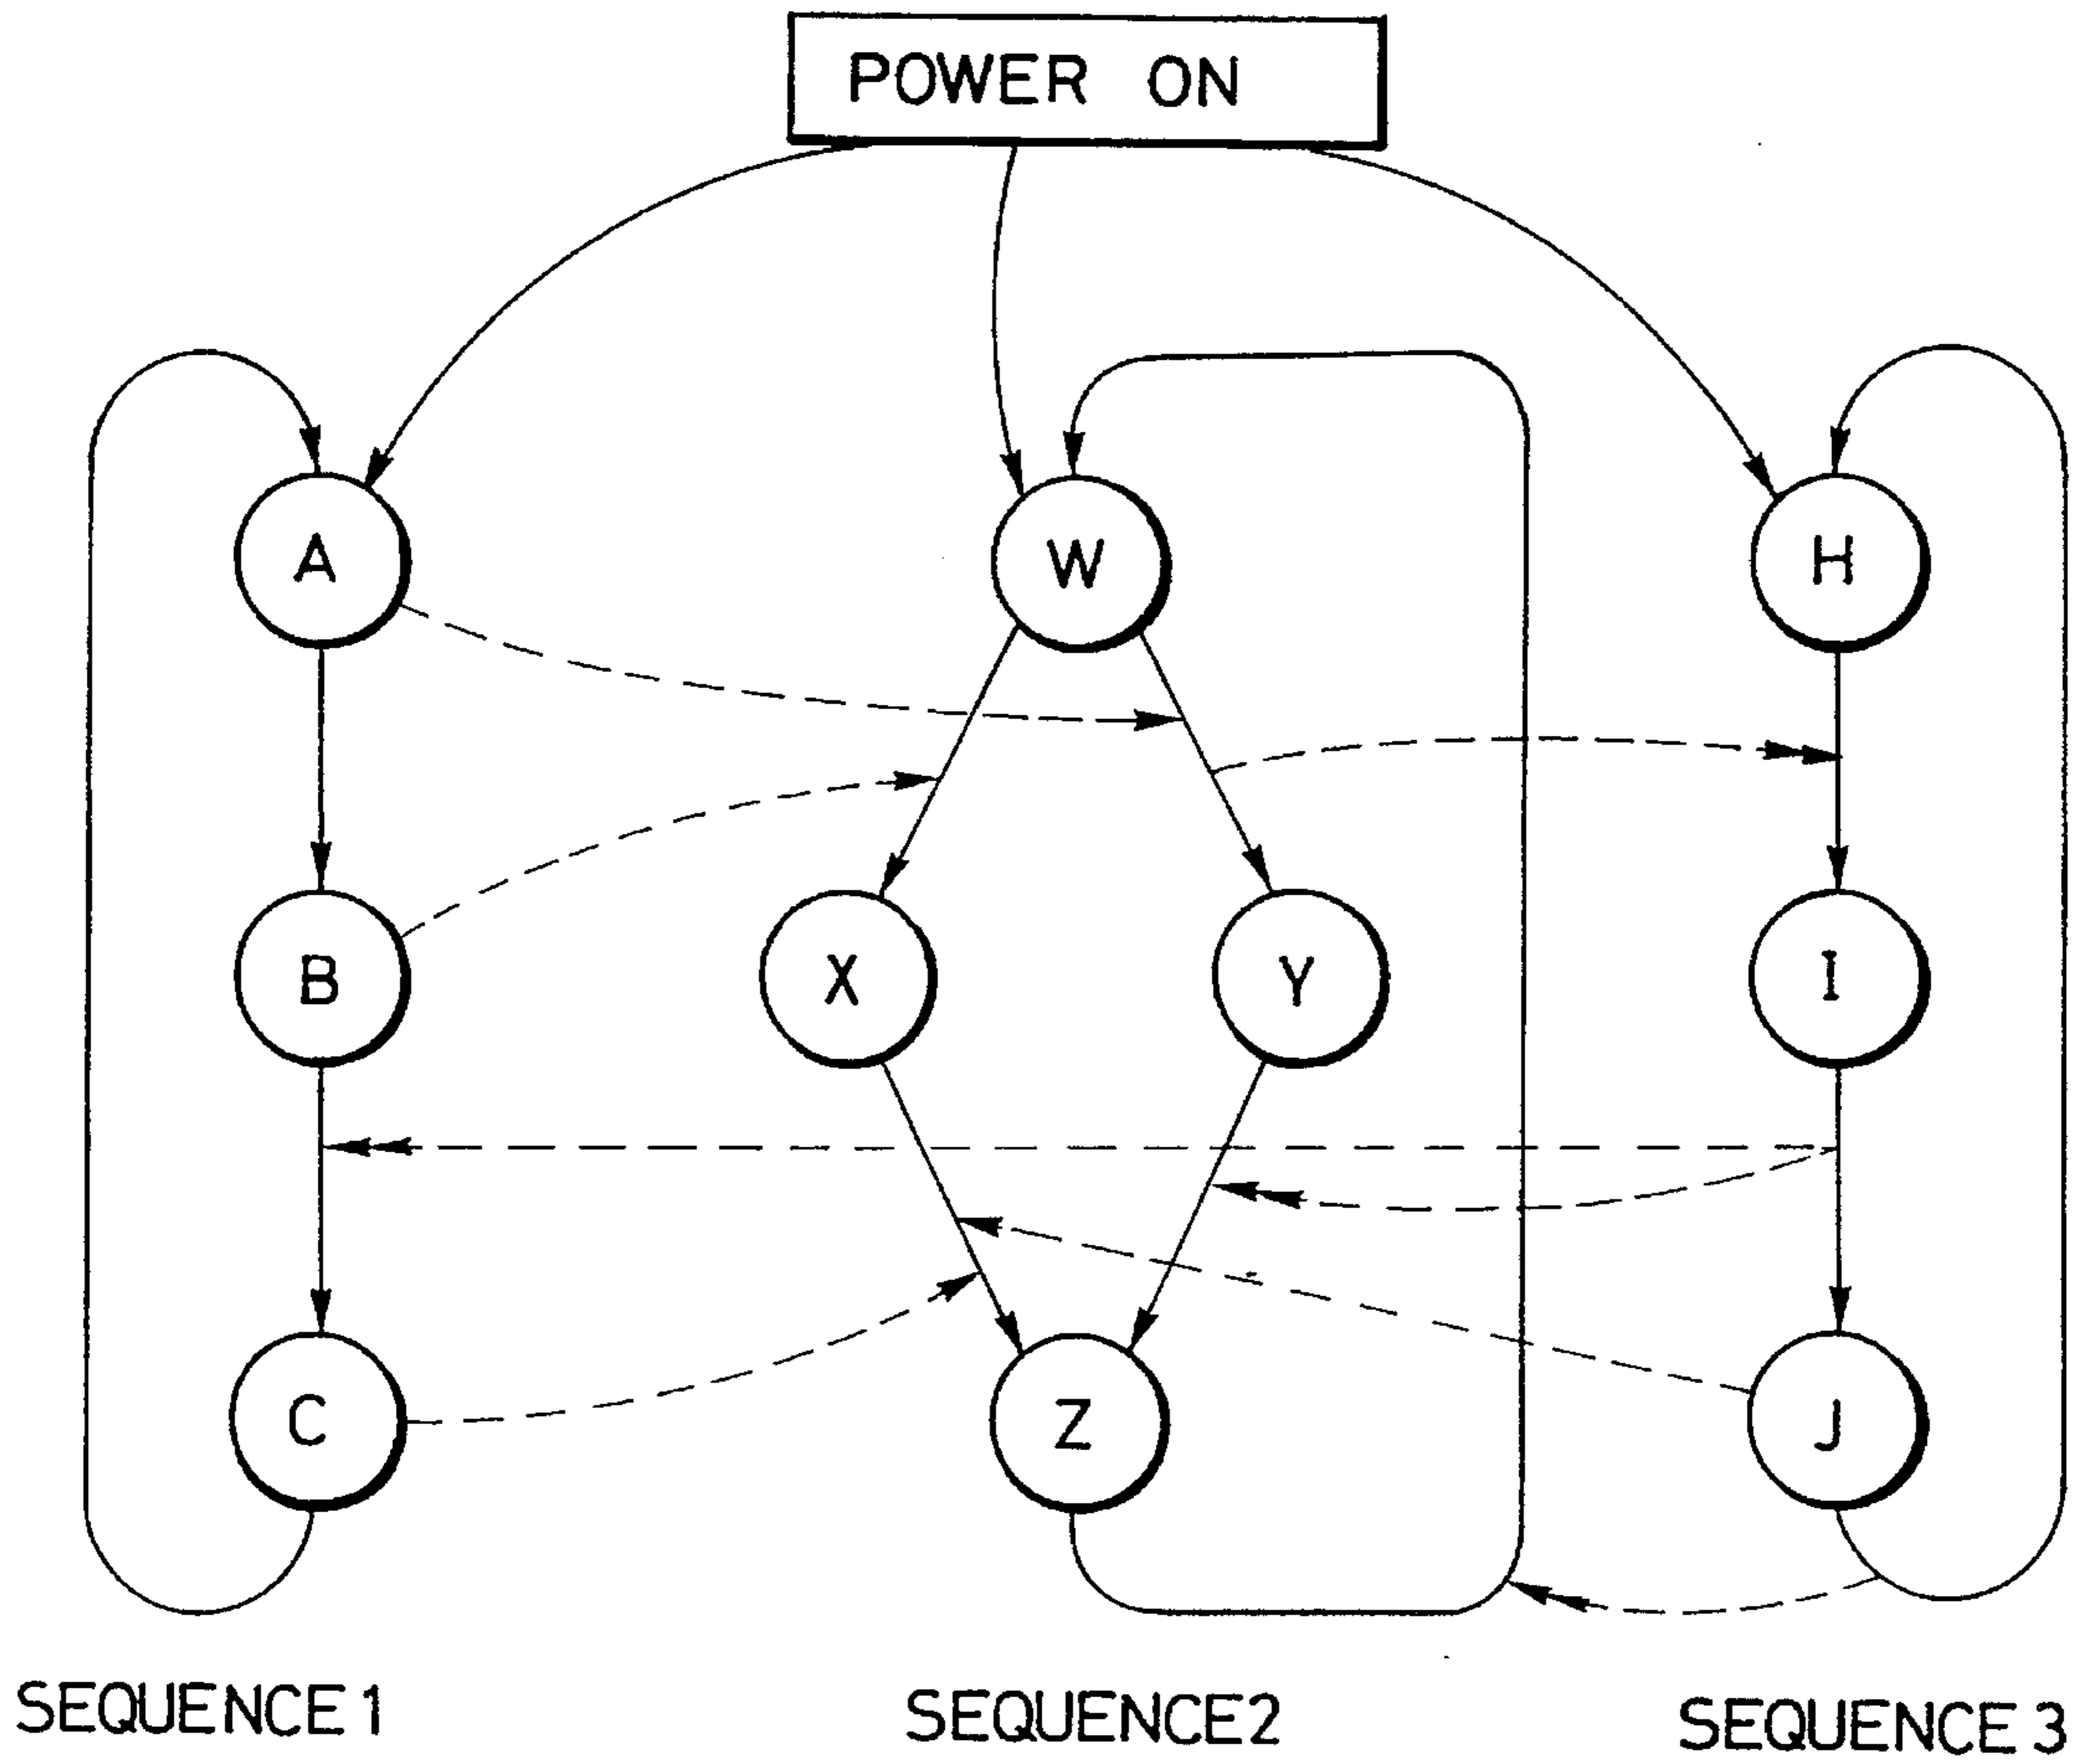 POWER ON
A
W
H
B
X
Y
I
C
Z
J
SEQUENCE 1
SEQUENCE2
SEQUENCE 3